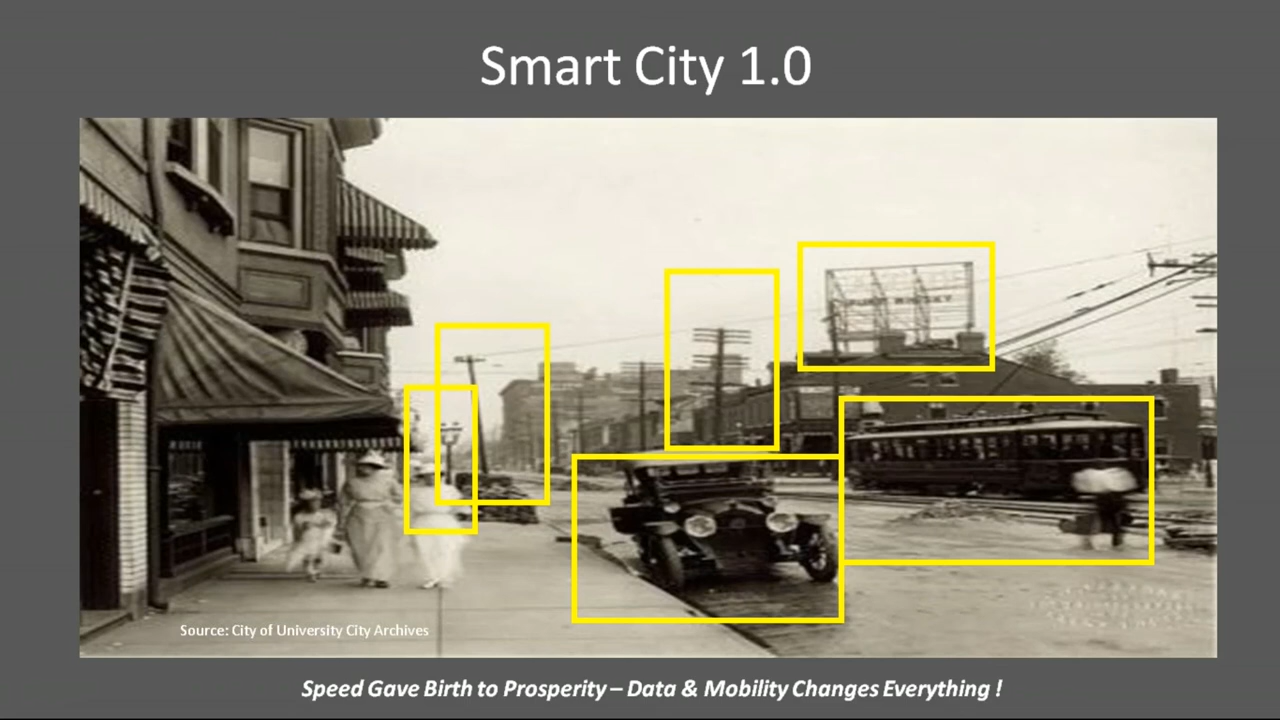 Smart City 1.0
Source: City of University City Archives
Speed Gave Birth to Prosperity – Data & Mobility Changes Everything !